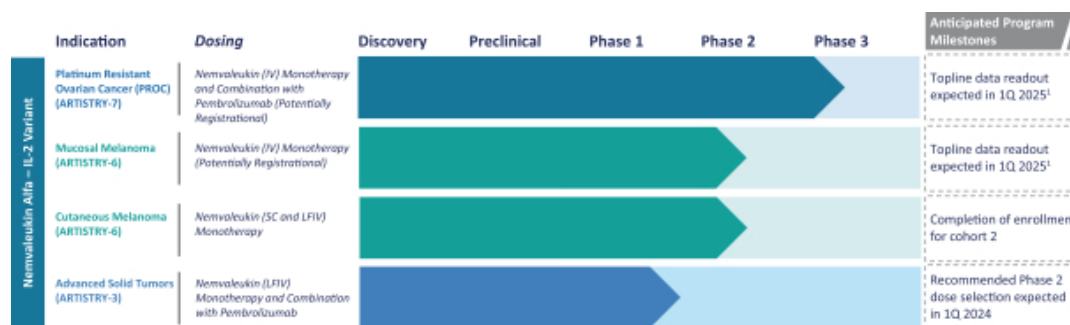 Indication Dosing Discovery Preclinical Phase 1 Phase 2 Phase 3 Anticipated Program
Milestones
Nemvaleukin Alfa – IL-2 Variant
Platinum Resistant
Ovarian Cancer (PROC)
(ARTISTRY-7)
Nemvaleukin (IV) Monotherapy
and Combination with
Pembrolizumab (Potentially
Registrational)
Topline data readout
expected in 1Q 2025¹
Mucosal Melanoma
(ARTISTRY-6)
Nemvaleukin (IV) Monotherapy
(Potentially Registrational)
Topline data readout
expected in 1Q 2025¹
Cutaneous Melanoma
(ARTISTRY-6)
Nemvaleukin (SC and LFIV)
Monotherapy
Completion of enrollmen
for cohort 2
Advanced Solid Tumors
(ARTISTRY-3)
Nemvaleukin (LFIV)
Monotherapy and Combination
with Pembrolizumab
Recommended Phase 2
dose selection expected
in 1Q 2024